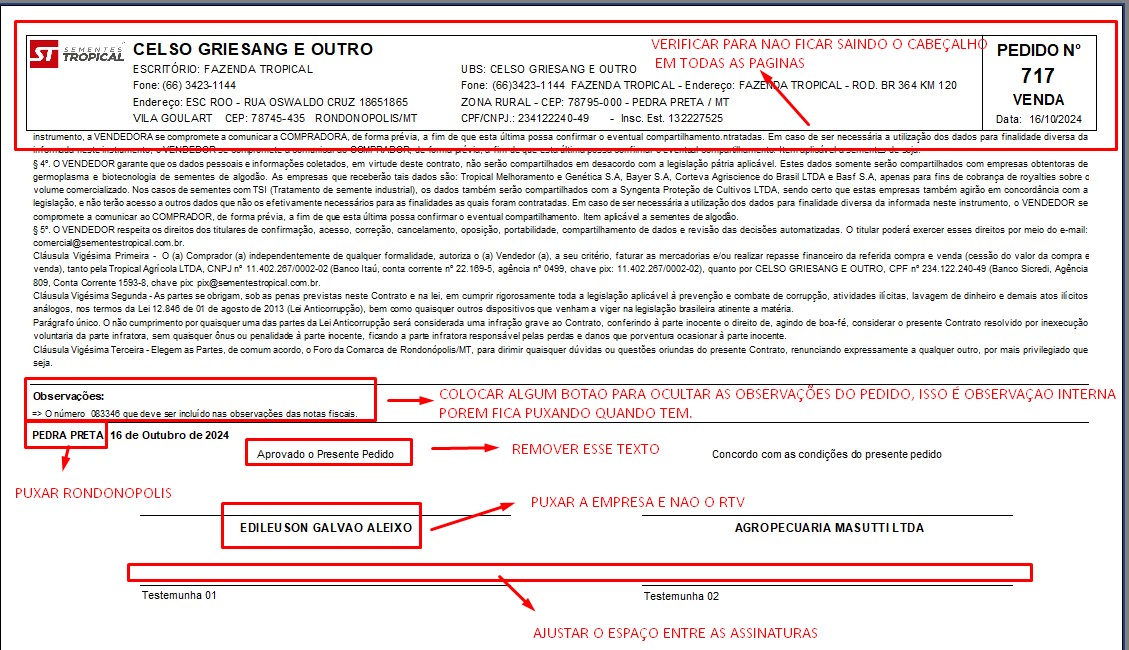 ST SEMENTES TROPICAL
CELSO GRIESANG E OUTRO
ESCRITÓRIO: FAZENDA TROPICAL
Fone: (66) 3423-1144
Endereço: ESC ROO - RUA OSWALDO CRUZ 18651865
VILA GOULART CEP: 78745-435 RONDONOPOLIS/MT
UBS: CELSO GRIESANG E OUTRO
Fone: (66)3423-1144 FAZENDA TROPICAL - Endereço: FAZENDA TROPICAL - ROD. BR 364 KM 120
ZONA RURAL - CEP: 78795-000 - PEDRA PRETA / MT
CPF/CNPJ.: 234122240-49 - Insc. Est. 132227525
VERIFICAR PARA NAO FICAR SAINDO O CABEÇALHO
EM TODAS AS PAGINAS
PEDIDO Nº
717
VENDA
Data: 16/10/2024
instrumento, a VENDEDORA se compromete a comunicar a COMPRADORA, de forma prévia, a fim de que esta última possa confirmar o eventual compartilhamento.ntratadas. Em caso de ser necessária a utilização dos dados para finalidade diversa da
§ 4º. O VENDEDOR garante que os dados pessoais e informações coletados, em virtude deste contrato, não serão compartilhados em desacordo com a legislação pátria aplicável. Estes dados somente serão compartilhados com empresas obtentoras de
germoplasma e biotecnologia de sementes de algodão. As empresas que receberão tais dados são: Tropical Melhoramento e Genética S.A, Bayer S.A, Corteva Agriscience do Brasil LTDA e Basf S.A, apenas para fins de cobrança de royalties sobre o
volume comercializado. Nos casos de sementes com TSI (Tratamento de semente industrial), os dados também serão compartilhados com a Syngenta Proteção de Cultivos LTDA, sendo certo que estas empresas também agirão em concordância com a
legislação, e não terão acesso a outros dados que não os efetivamente necessários para as finalidades as quais foram contratadas. Em caso de ser necessária a utilização dos dados para finalidade diversa da informada neste instrumento, o VENDEDOR se
compromete a comunicar ao COMPRADOR, de forma prévia, a fim de que esta última possa confirmar o eventual compartilhamento. Item aplicável a sementes de algodão.
§ 5º. O VENDEDOR respeita os direitos dos titulares de confirmação, acesso, correção, cancelamento, oposição, portabilidade, compartilhamento de dados e revisão das decisões automatizadas. O titular poderá exercer esses direitos por meio do e-mail:
comercial@sementestropical.com.br.
Cláusula Vigésima Primeira - O (a) Comprador (a) independentemente de qualquer formalidade, autoriza o (a) Vendedor (a), a seu critério, faturar as mercadorias e/ou realizar repasse financeiro da referida compra e venda (cessão do valor da compra e
venda), tanto pela Tropical Agrícola LTDA, CNPJ nº 11.402.267/0002-02 (Banco Itaú, conta corrente nº 22.169-5, agência nº 0499, chave pix: 11.402.267/0002-02), quanto por CELSO GRIESANG E OUTRO, CPF nº 234.122.240-49 (Banco Sicredi, Agência
809, Conta Corrente 1593-8, chave pix: pix@sementestropical.com.br.
Cláusula Vigésima Segunda - As partes se obrigam, sob as penas previstas neste Contrato e na lei, em cumprir rigorosamente toda a legislação aplicável à prevenção e combate de corrupção, atividades ilícitas, lavagem de dinheiro e demais atos ilícitos
análogos, nos termos da Lei 12.846 de 01 de agosto de 2013 (Lei Anticorrupção), bem como quaisquer outros dispositivos que venham a viger na legislação brasileira atinente a matéria.
Parágrafo único. O não cumprimento por quaisquer uma das partes da Lei Anticorrupção será considerada uma infração grave ao Contrato, conferindo à parte inocente o direito de, agindo de boa-fé, considerar o presente Contrato resolvido por inexecução
voluntaria da parte infratora, sem quaisquer ônus ou penalidade à parte inocente, ficando a parte infratora responsável pelas perdas e danos que porventura ocasionar à parte inocente.
Cláusula Vigésima Terceira - Elegem as Partes, de comum acordo, o Foro da Comarca de Rondonópolis/MT, para dirimir quaisquer dúvidas ou questões oriundas do presente Contrato, renunciando expressamente a qualquer outro, por mais privilegiado que
seja.
Observações:
=> O número 083346 que deve ser incluído nas observações das notas fiscais.
COLOCAR ALGUM BOTAO PARA OCULTAR AS OBSERVAÇÕES DO PEDIDO, ISSO É OBSERVAÇAO INTERNA
POREM FICA PUXANDO QUANDO TEM.
PEDRA PRETA, 16 de Outubro de 2024
Aprovado o Presente Pedido
REMOVER ESSE TEXTO
Concordo com as condições do presente pedido
PUXAR RONDONOPOLIS
PUXAR A EMPRESA E NAO O RTV
EDILEUSON GALVAO ALEIXO
AGROPECUARIA MASUTTI LTDA
Testemunha 01
Testemunha 02
AJUSTAR O ESPAÇO ENTRE AS ASSINATURAS